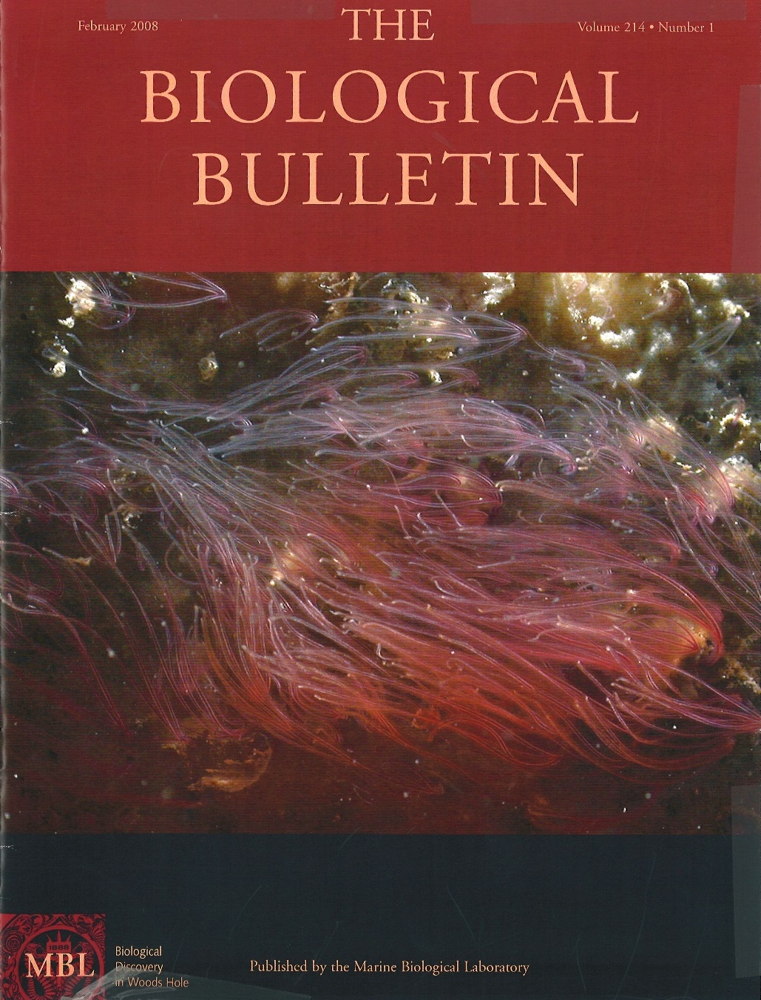 February 2008
THE
Volume 214 • Number 1
BIOLOGICAL
BULLETIN
1888
MBL
Biological
Discovery
in Woods Hole
Published by the Marine Biological Laboratory